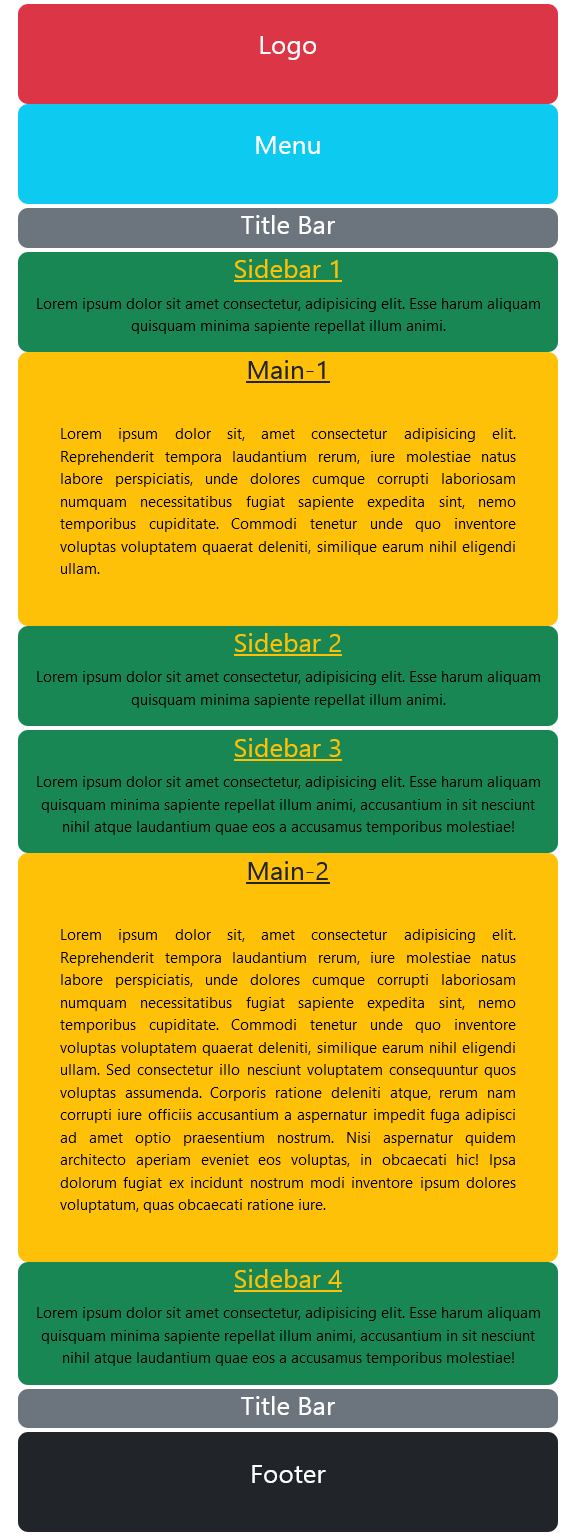 Logo
Menu
Title Bar
Sidebar 1
Lorem ipsum dolor sit amet consectetur, adipisicing elit. Esse harum aliquam
quisquam minima sapiente repellat illum animi.
Main-1
Lorem ipsum dolor sit, amet consectetur adipisicing elit.
Reprehenderit tempora laudantium rerum, iure molestiae natus
labore perspiciatis, unde dolores cumque corrupti laboriosam
numquam necessitatibus fugiat sapiente expedita sint, nemo
temporibus cupiditate. Commodi tenetur unde quo inventore
voluptas voluptatem quaerat deleniti, similique earum nihil eligendi
ullam.
Sidebar 2
Lorem ipsum dolor sit amet consectetur, adipisicing elit. Esse harum aliquam
quisquam minima sapiente repellat illum animi.
Sidebar 3
Lorem ipsum dolor sit amet consectetur, adipisicing elit. Esse harum aliquam
quisquam minima sapiente repellat illum animi, accusantium in sit nesciunt
nihil atque laudantium quae eos a accusamus temporibus molestiae!
Main-2
Lorem ipsum dolor sit, amet consectetur adipisicing elit.
Reprehenderit tempora laudantium rerum, iure molestiae natus
labore perspiciatis, unde dolores cumque corrupti laboriosam
numquam necessitatibus fugiat sapiente expedita sint, nemo
temporibus cupiditate. Commodi tenetur unde quo inventore
voluptas voluptatem quaerat deleniti, similique earum nihil eligendi
ullam. Sed consectetur illo nesciunt voluptatem consequuntur quos
voluptas assumenda. Corporis ratione deleniti atque, rerum nam
corrupti iure officiis accusantium a aspernatur impedit fuga adipisci
ad amet optio praesentium nostrum. Nisi aspernatur quidem
architecto aperiam eveniet eos voluptas, in obcaecati hic! Ipsa
dolorum fugiat ex incidunt nostrum modi inventore ipsum dolores
voluptatum, quas obcaecati ratione iure.
Sidebar 4
Lorem ipsum dolor sit amet consectetur, adipisicing elit. Esse harum aliquam
quisquam minima sapiente repellat illum animi, accusantium in sit nesciunt
nihil atque laudantium quae eos a accusamus temporibus molestiae!
Title Bar
Footer